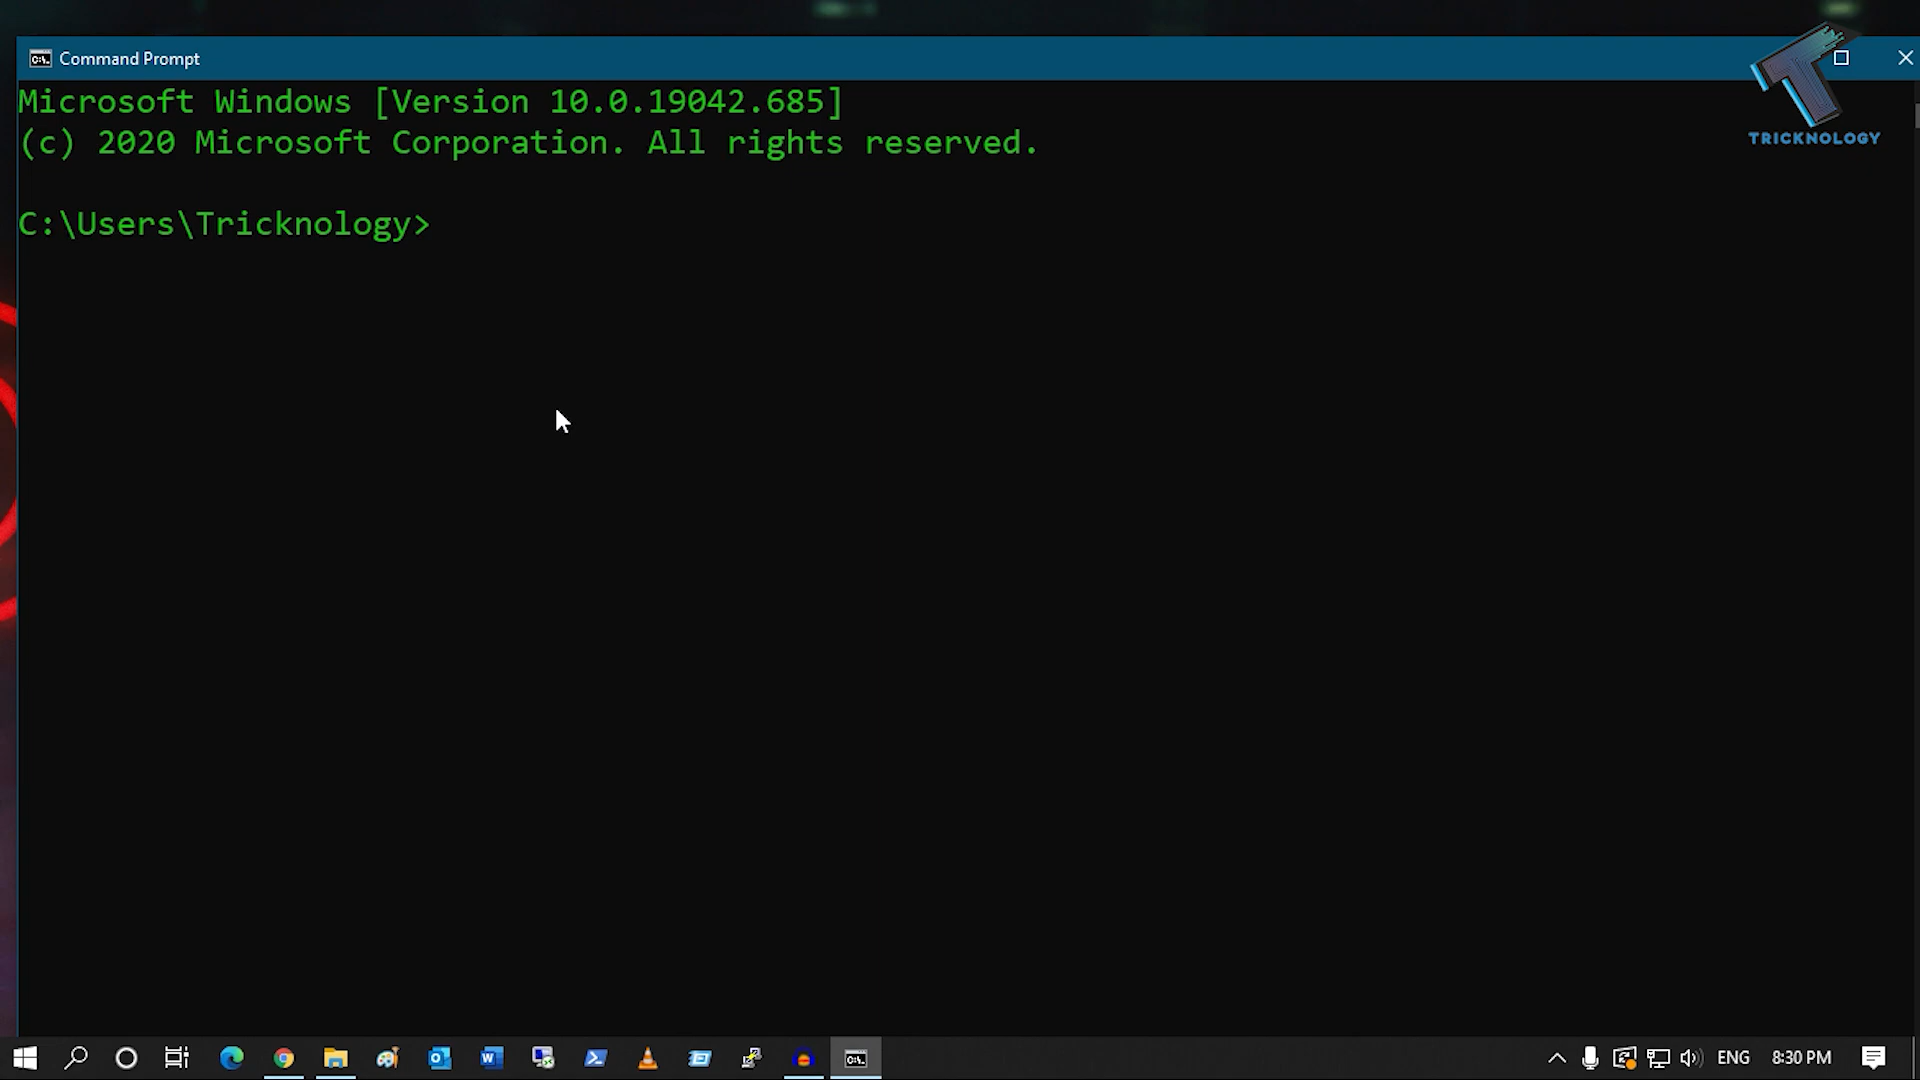 Command Prompt
TRICKNOLOGY
Microsoft Windows [Version 10.0.19042.685]
(c) 2020 Microsoft Corporation. All rights reserved.
C:\Users\Tricknology>
ENG
8:30 PM